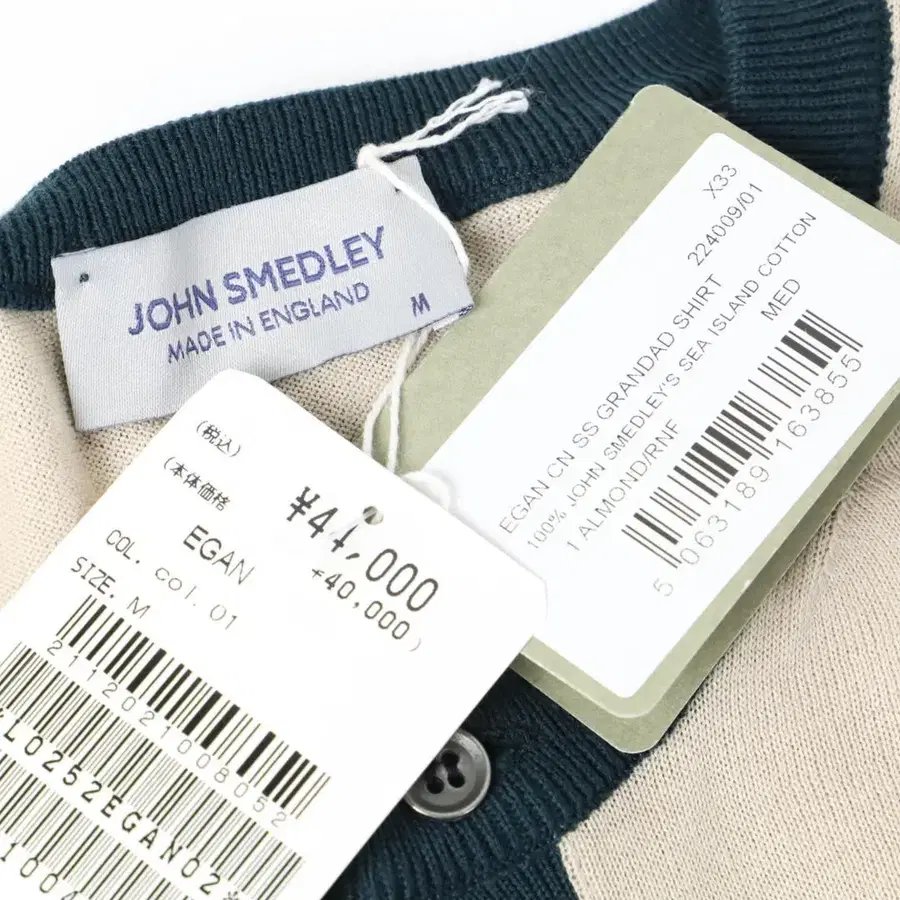 JOHN SMEDLEY
MADE IN ENGLAND
M
X33
224009/01
EGAN CN SS GRANDAD SHIRT
100% JOHN SMEDLEY'S SEA ISLAND COTTON
1 ALMOND/RNF
MED
5 063189 163855
(税込)
¥44,000
(本体価格
¥40,000)
EGAN
COL. col.01
SIZE. M
2112021008052
*L0252EGAN02*